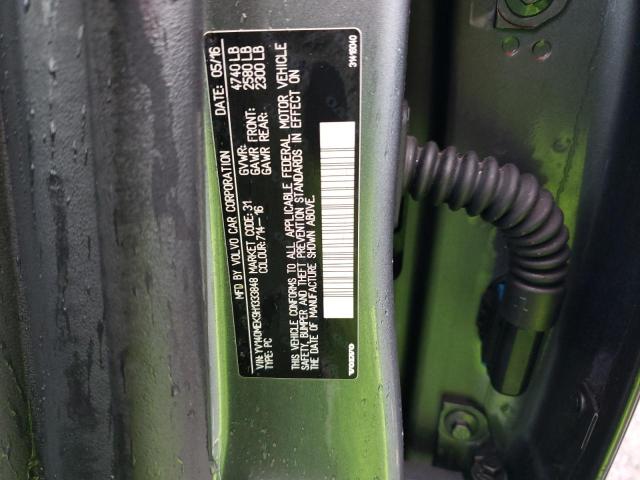 MFD BY VOLVO CAR CORPORATION DATE: 05/16
GVWR: 4740 LB
GAWR FRONT: 2580 LB
GAWR REAR: 2300 LB
MARKET CODE: 31
TYPE: PC COLOUR: 714-16
THIS VEHICLE CONFORMS TO ALL APPLICABLE FEDERAL MOTOR VEHICLE
SAFETY, BUMPER AND THEFT PREVENTION STANDARDS IN EFFECT ON
THE DATE OF MANUFACTURE SHOWN ABOVE.
VOLVO 31416040